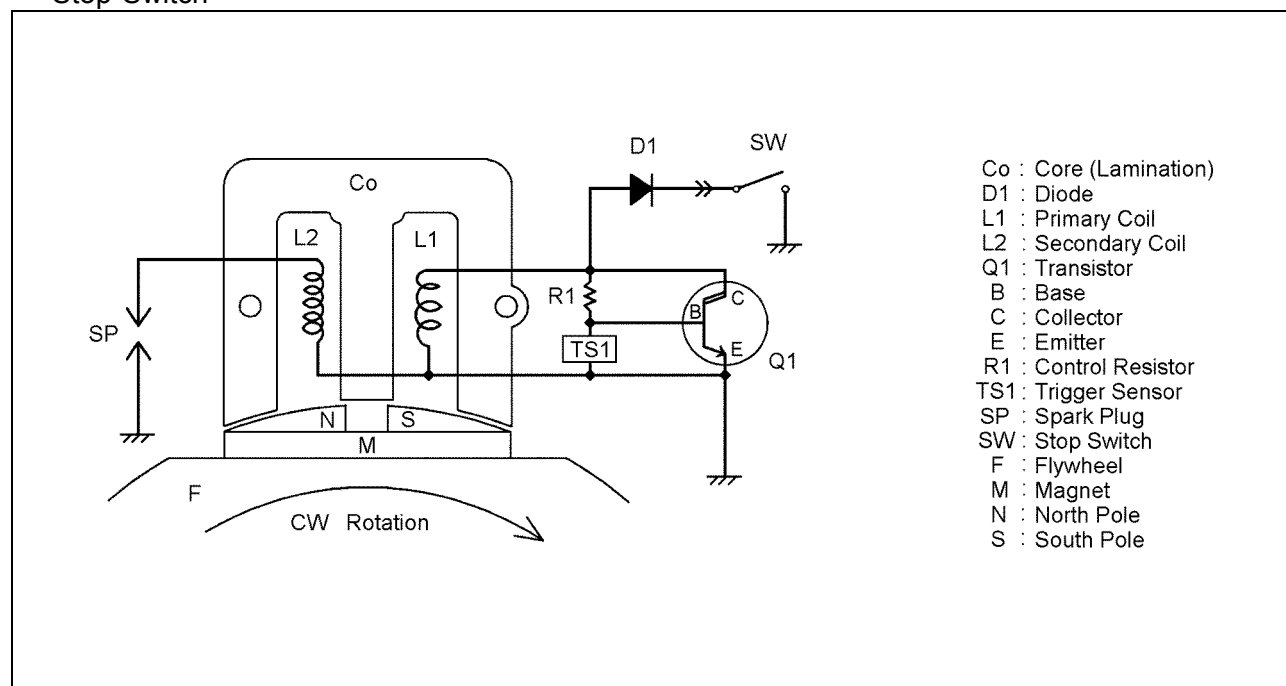 Stop Switch
D1
SW
Co
L2
L1
R1
B
C
SP
TS1
E
Q1
N
S
M
F
CW Rotation
Co : Core (Lamination)
D1 : Diode
L1 : Primary Coil
L2 : Secondary Coil
Q1 : Transistor
B : Base
C : Collector
E : Emitter
R1 : Control Resistor
TS1 : Trigger Sensor
SP : Spark Plug
SW : Stop Switch
F : Flywheel
M : Magnet
N : North Pole
S : South Pole